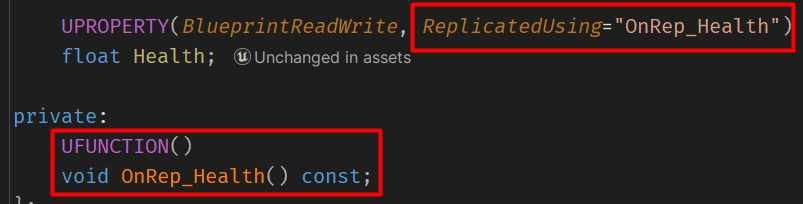 UPROPERTY(BlueprintReadWrite, ReplicatedUsing="OnRep_Health")
float Health; Unchanged in assets
private:
UFUNCTION()
void OnRep_Health() const;
};